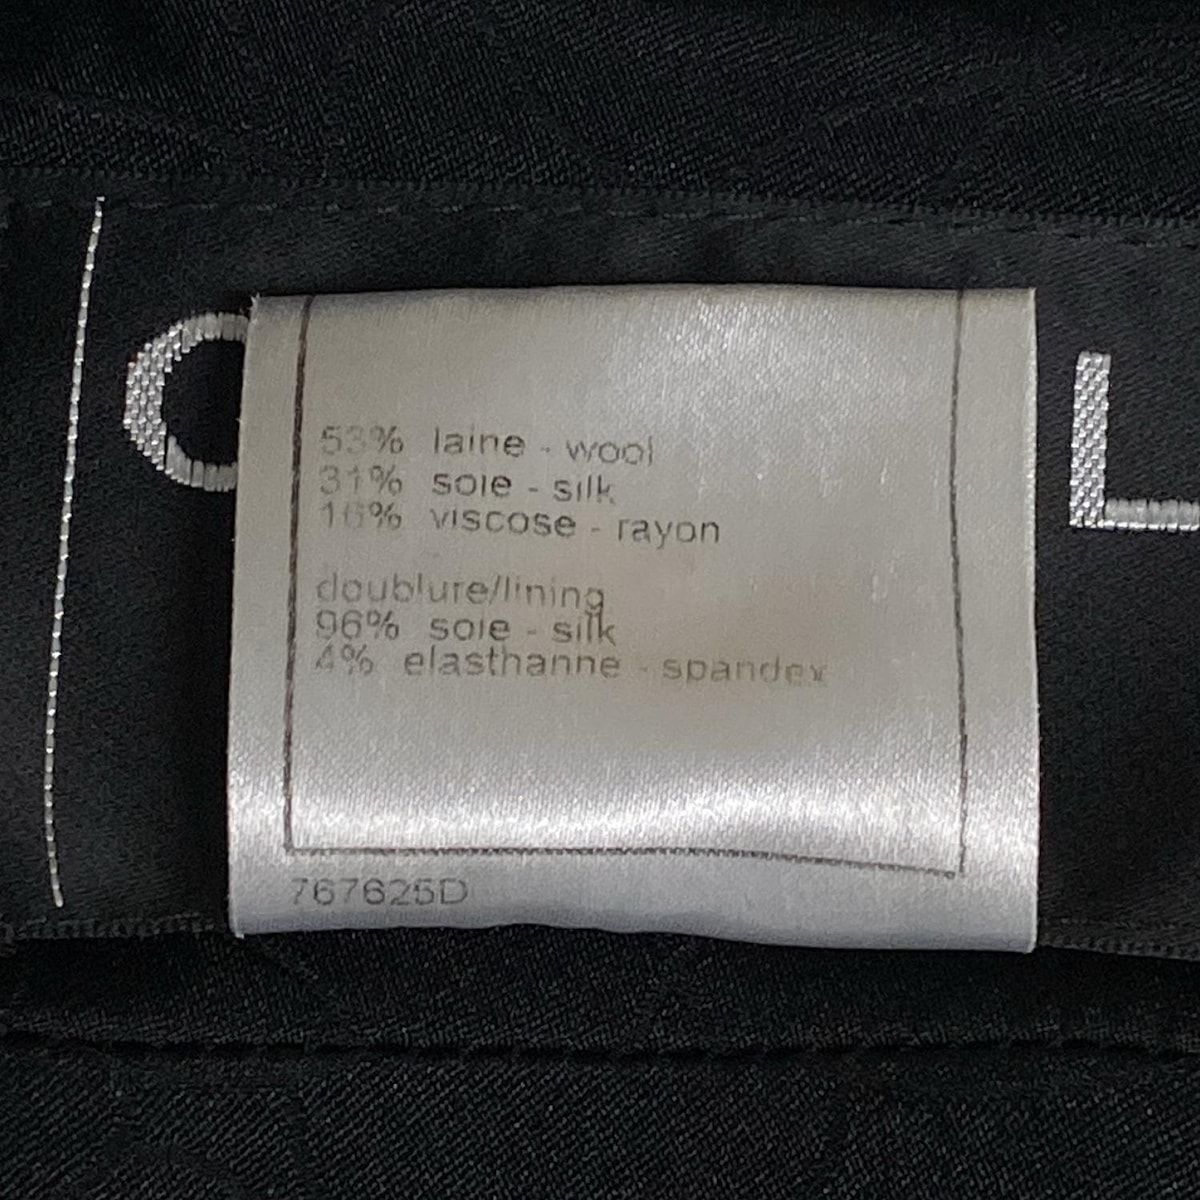 C L
53% laine - wool
31% soie - silk
16% viscose - rayon
doublure/lining
96% soie - silk
4% elasthanne - spandex
767625D